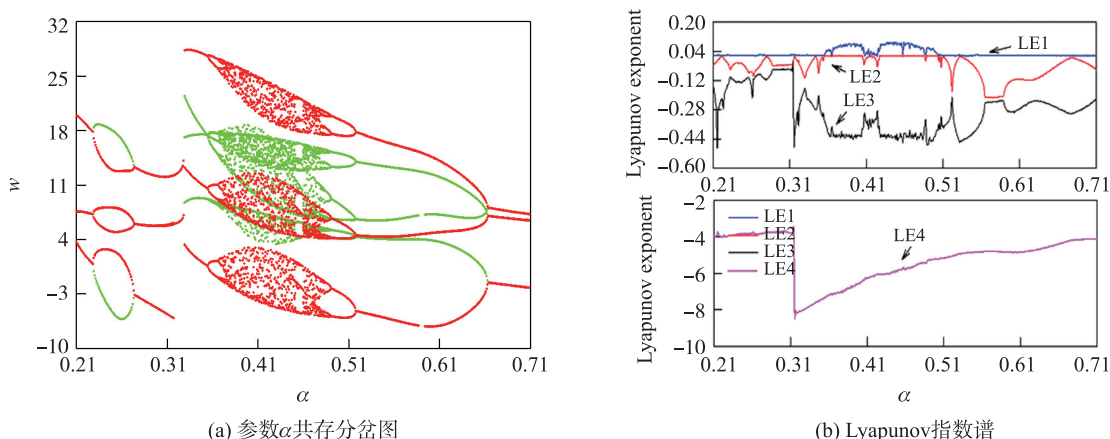 32
25
18
11
4
−3
−10
w
0.21 0.31 0.41 0.51 0.61 0.71
α
(a) 参数α共存分岔图
0.20
0.04
−0.12
−0.28
−0.44
−0.60
Lyapunov exponent
LE1
LE2
LE3
0.21 0.31 0.41 0.51 0.61 0.71
−2
−4
−6
−8
−10
Lyapunov exponent
LE1
LE2
LE3
LE4
LE4
0.21 0.31 0.41 0.51 0.61 0.71
α
(b) Lyapunov指数谱